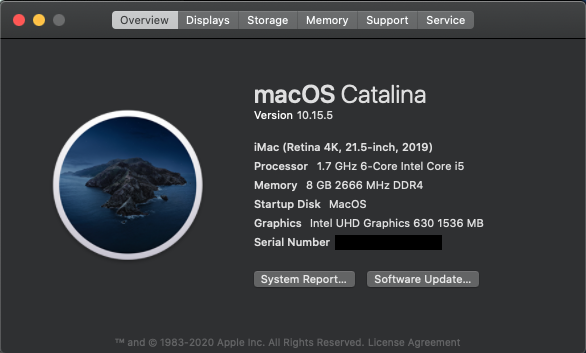 Overview Displays Storage Memory Support Service
macOS Catalina
Version 10.15.5
iMac (Retina 4K, 21.5-inch, 2019)
Processor 1.7 GHz 6-Core Intel Core i5
Memory 8 GB 2666 MHz DDR4
Startup Disk MacOS
Graphics Intel UHD Graphics 630 1536 MB
Serial Number
System Report... Software Update...
™ and © 1983-2020 Apple Inc. All Rights Reserved. License Agreement